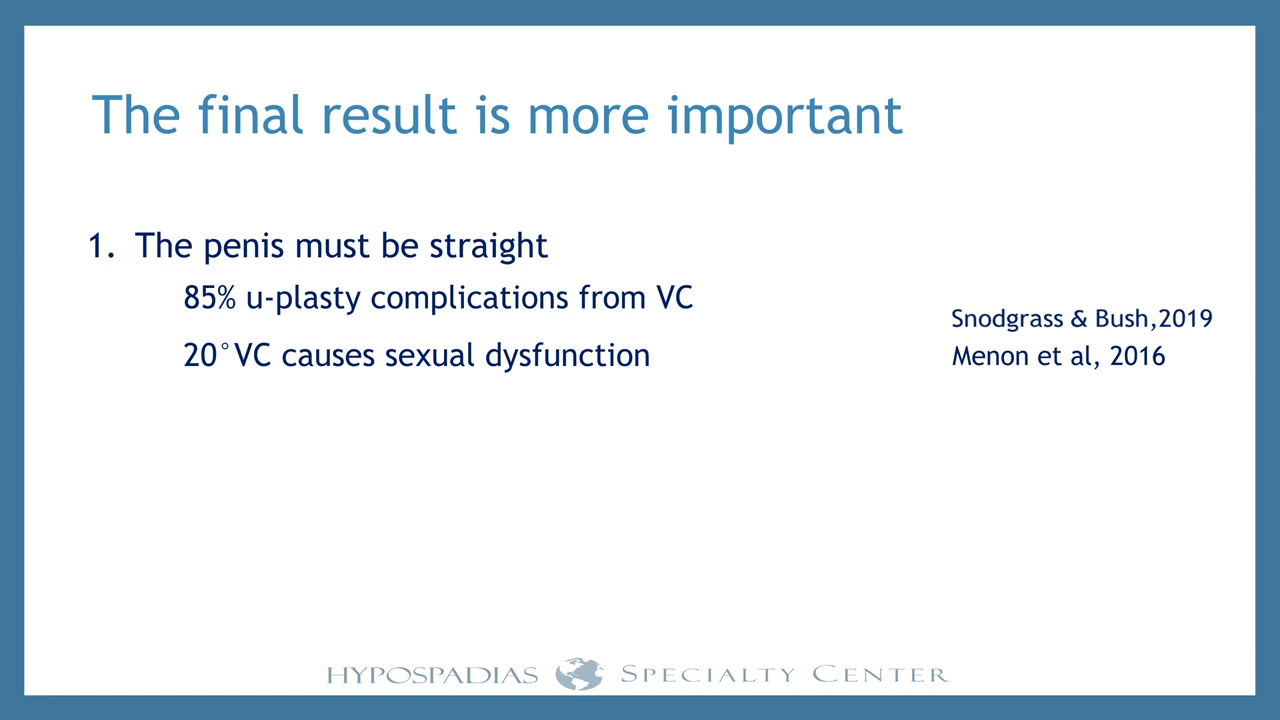 The final result is more important
1. The penis must be straight
85% u-plasty complications from VC
Snodgrass & Bush,2019
20°VC causes sexual dysfunction
Menon et al, 2016
HYPOSPADIAS SPECIALTY CENTER